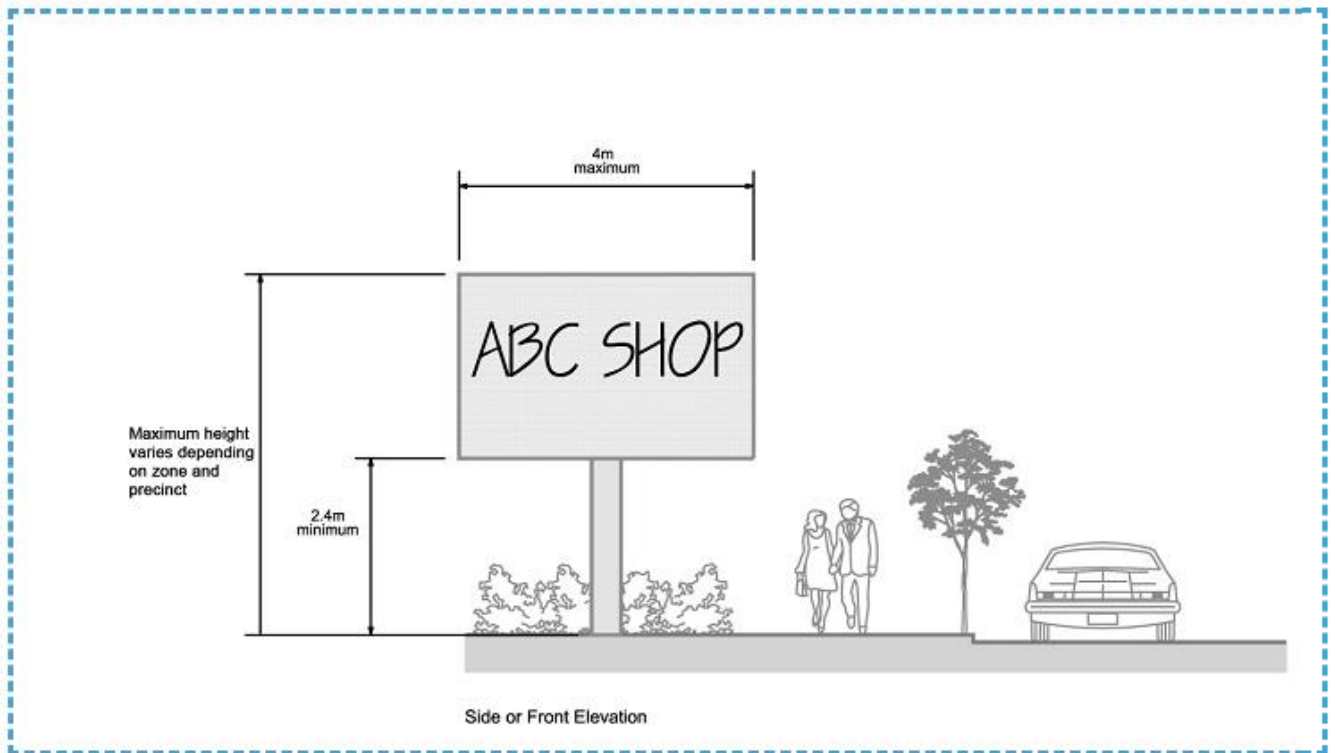 4m
maximum
ABC SHOP
Maximum height
varies depending
on zone and
precinct
2.4m
minimum
Side or Front Elevation